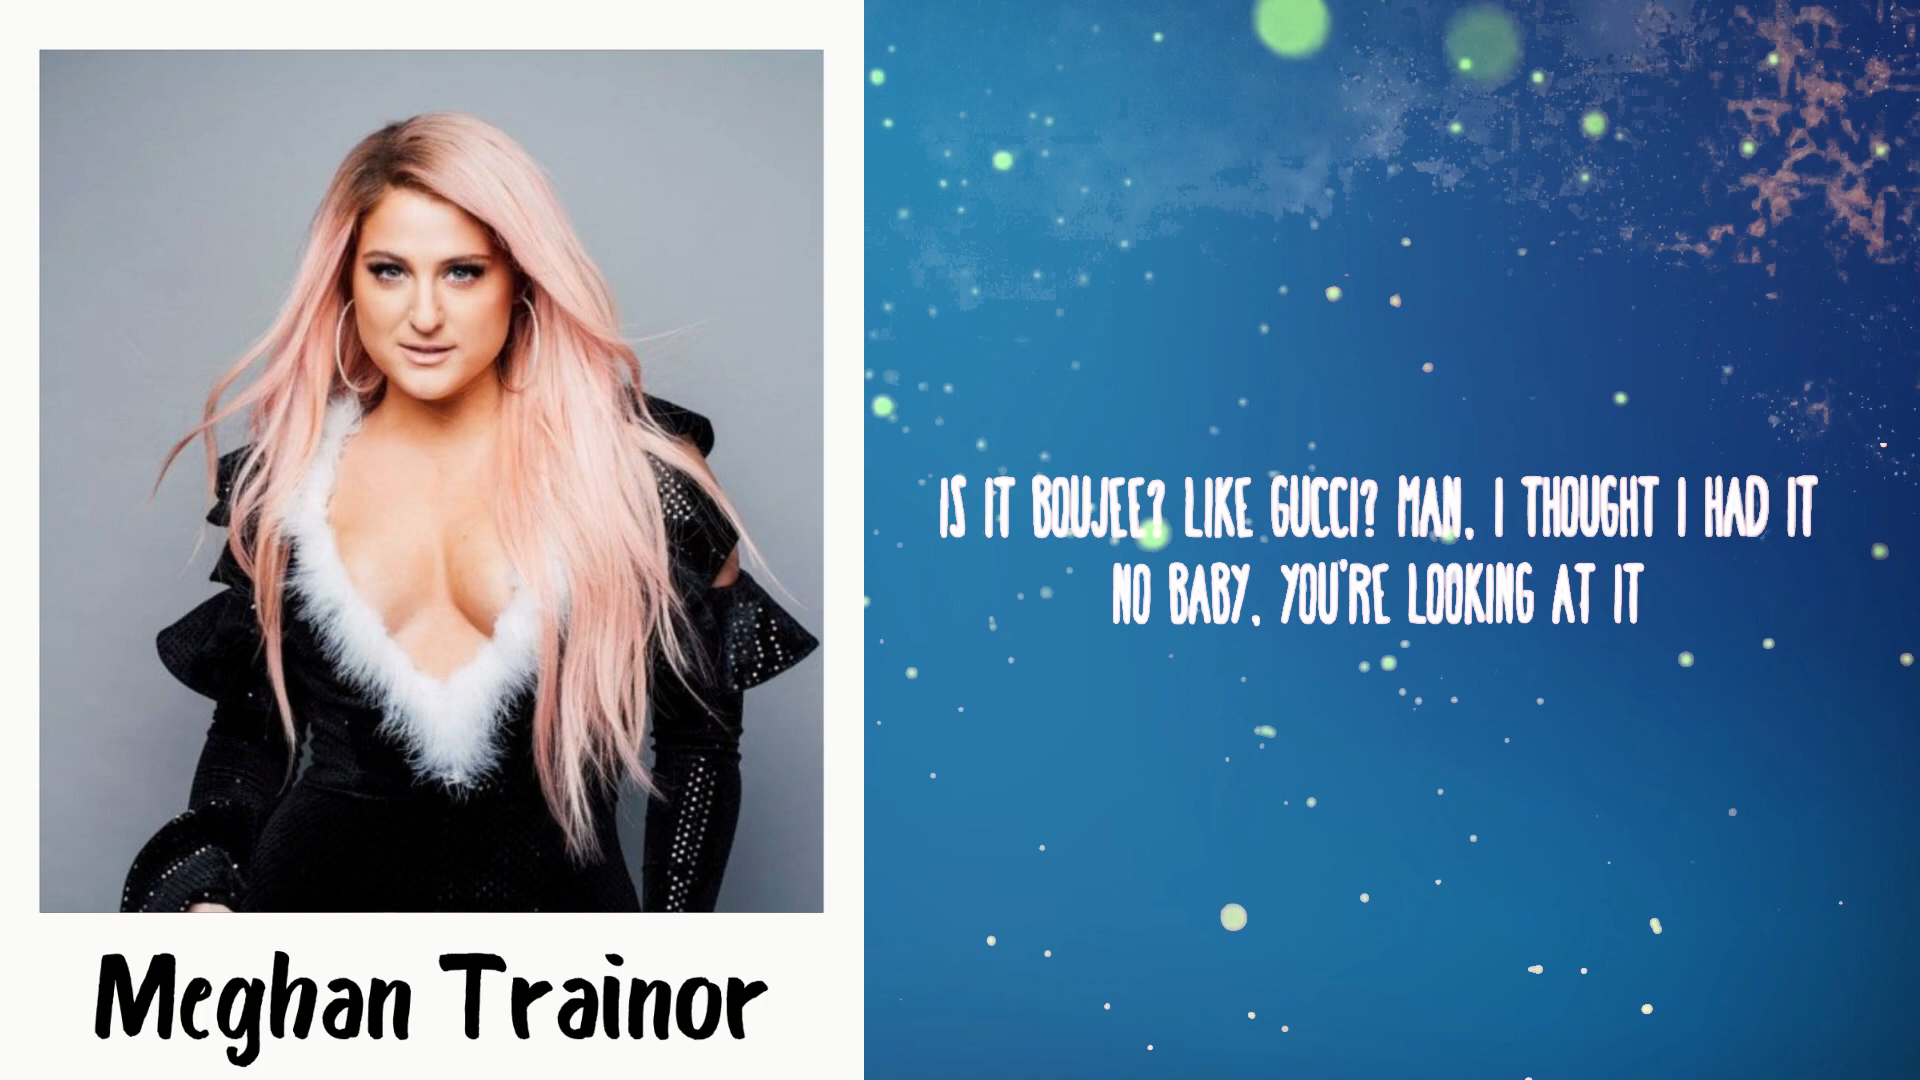 Meghan Trainor
IS IT BOUJEE? LIKE GUCCI? MAN, I THOUGHT I HAD IT
NO BABY, YOU'RE LOOKING AT IT